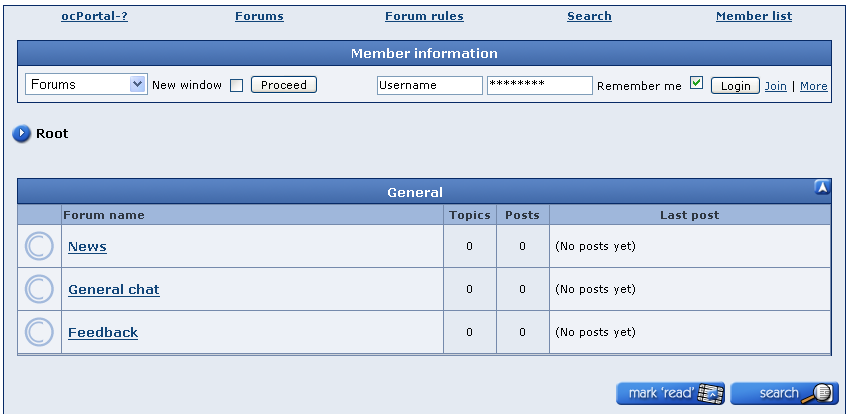 ocPortal-? Forums Forum rules Search Member list
Member information
Forums New window Proceed Username ******** Remember me Login Join | More
Root
General
Forum name Topics Posts Last post
News 0 0 (No posts yet)
General chat 0 0 (No posts yet)
Feedback 0 0 (No posts yet)
mark 'read' search